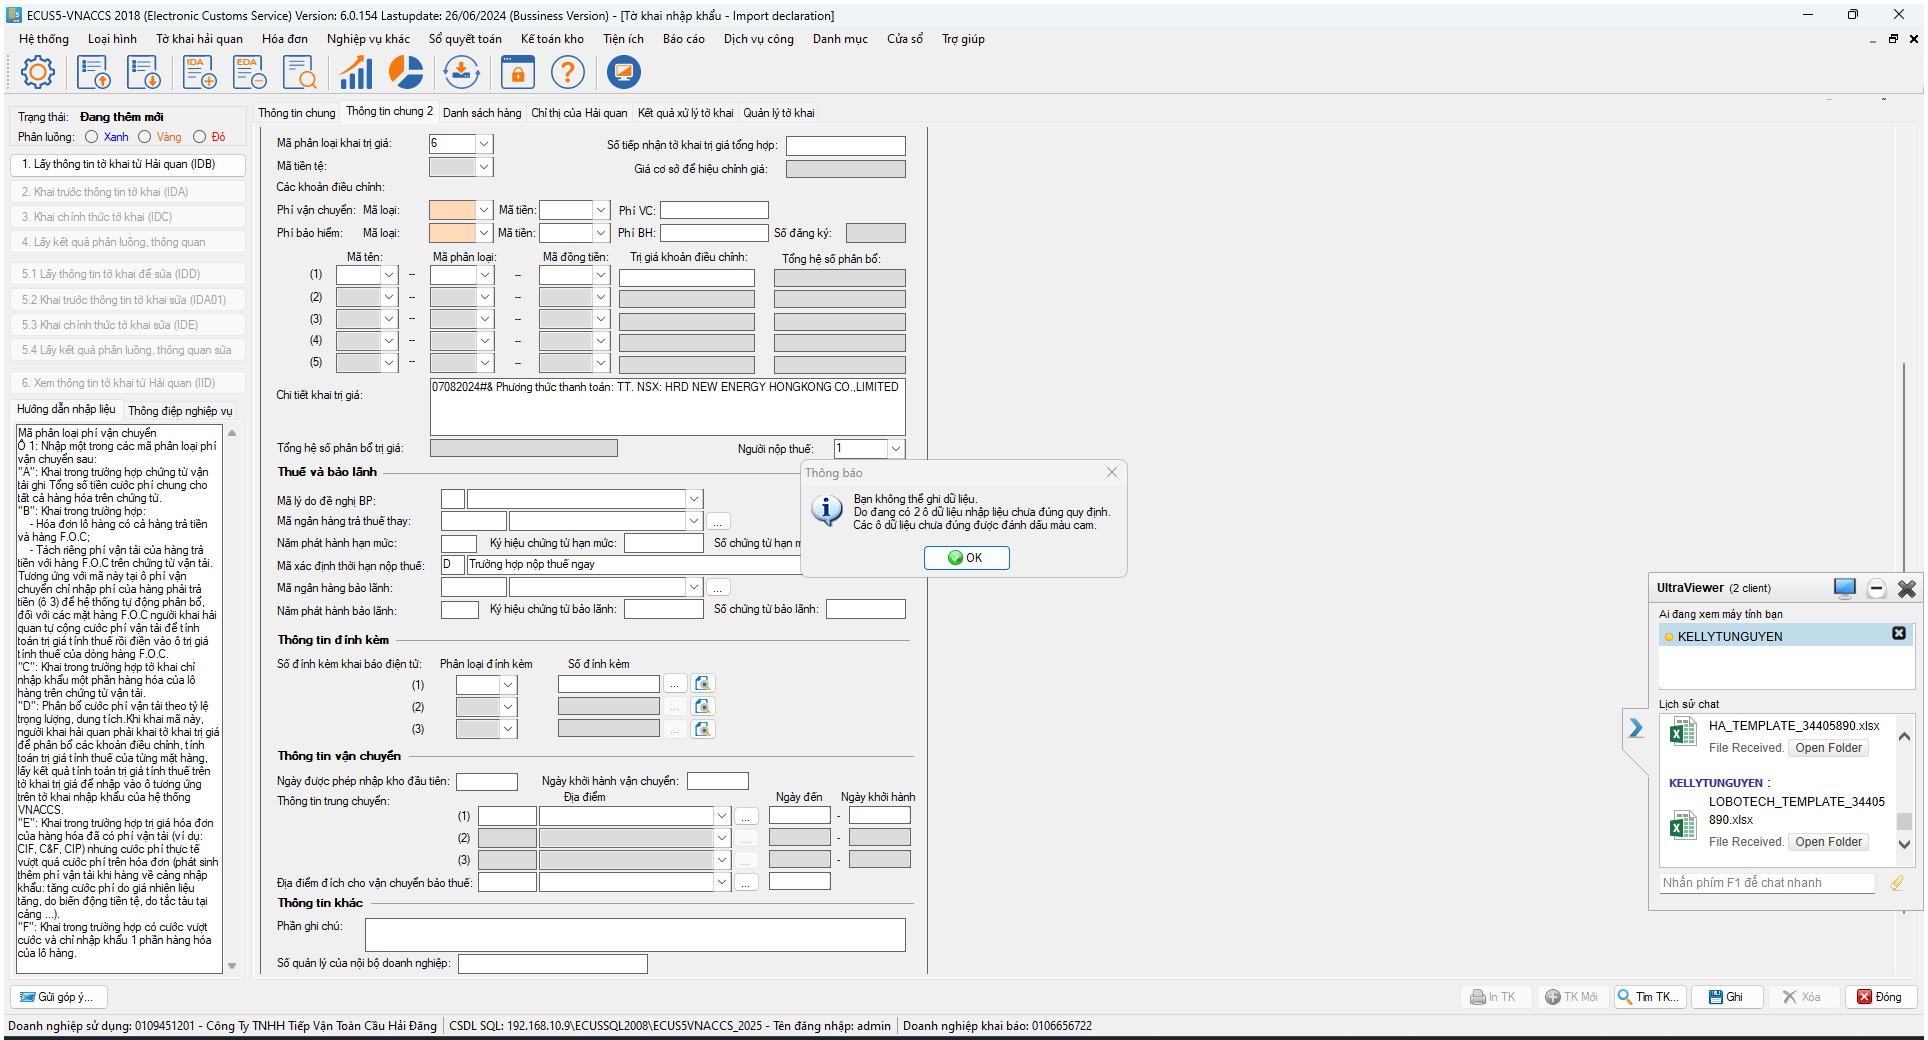 ECUS5-VNACCS 2018 (Electronic Customs Service) Version: 6.0.154 Lastupdate: 26/06/2024 (Bussiness Version) - [Tờ khai nhập khẩu - Import declaration]
Hệ thống Loại hình Tờ khai hải quan Hóa đơn Nghiệp vụ khác Sổ quyết toán Kế toán kho Tiện ích Báo cáo Dịch vụ công Danh mục Cửa sổ Trợ giúp
IDA EDA
Trạng thái: Đang thêm mới
Phân luồng: Xanh Vàng Đỏ
1. Lấy thông tin tờ khai từ Hải quan (IDB)
2. Khai trước thông tin tờ khai (IDA)
3. Khai chính thức tờ khai (IDC)
4. Lấy kết quả phân luồng, thông quan
5.1 Lấy thông tin tờ khai để sửa (IDD)
5.2 Khai trước thông tin tờ khai sửa (IDA01)
5.3 Khai chính thức tờ khai sửa (IDE)
5.4 Lấy kết quả phân luồng, thông quan sửa
6. Xem thông tin tờ khai từ Hải quan (IID)
Hướng dẫn nhập liệu Thông điệp nghiệp vụ
Mã phân loại phí vận chuyển
Ô 1: Nhập một trong các mã phân loại phí
vận chuyển sau:
"A": Khai trong trường hợp chứng từ vận
tải ghi Tổng số tiền cước phí chung cho
tất cả hàng hóa trên chứng từ.
"B": Khai trong trường hợp:
- Hóa đơn lô hàng có cả hàng trả tiền
và hàng F.O.C;
- Tách riêng phí vận tải của hàng trả
tiền với hàng F.O.C trên chứng từ vận tải.
Tương ứng với mã này tại ô phí vận
chuyển chỉ nhập phí của hàng phải trả
tiền (ô 3) để hệ thống tự động phân bổ,
đối với các mặt hàng F.O.C người khai hải
quan tự cộng cước phí vận tải để tính
toán trị giá tính thuế rồi điền vào ô trị giá
tính thuế của dòng hàng F.O.C.
"C": Khai trong trường hợp tờ khai chỉ
nhập khẩu một phần hàng hóa của lô
hàng trên chứng từ vận tải.
"D": Phân bổ cước phí vận tải theo tỷ lệ
trọng lượng, dung tích.Khi khai mã này,
người khai hải quan phải khai tờ khai trị giá
để phân bổ các khoản điều chỉnh, tính
toán trị giá tính thuế của từng mặt hàng,
lấy kết quả tính toán trị giá tính thuế trên
tờ khai trị giá để nhập vào ô tương ứng
trên tờ khai nhập khẩu của hệ thống
VNACCS.
"E": Khai trong trường hợp trị giá hóa đơn
của hàng hóa đã có phí vận tải (ví dụ:
CIF, C&F, CIP) nhưng cước phí thực tế
vượt quá cước phí trên hóa đơn (phát sinh
thêm phí vận tải khi hàng về cảng nhập
khẩu: tăng cước phí do giá nhiên liệu
tăng, do biến động tiền tệ, do tắc tàu tại
cảng ...).
"F": Khai trong trường hợp có cước vượt
cước và chỉ nhập khẩu 1 phần hàng hóa
của lô hàng.
Thông tin chung Thông tin chung 2 Danh sách hàng Chỉ thị của Hải quan Kết quả xử lý tờ khai Quản lý tờ khai
Mã phân loại khai trị giá: 6 Số tiếp nhận tờ khai trị giá tổng hợp:
Mã tiền tệ: Giá cơ sở để hiệu chỉnh giá:
Các khoản điều chỉnh:
Phí vận chuyển: Mã loại: Mã tiền: Phí VC:
Phí bảo hiểm: Mã loại: Mã tiền: Phí BH: Số đăng ký:
Mã tên: Mã phân loại: Mã đồng tiền: Trị giá khoản điều chỉnh: Tổng hệ số phân bổ:
(1) -- --
(2) -- --
(3) -- --
(4) -- --
(5) -- --
Chi tiết khai trị giá: 07082024#& Phương thức thanh toán: TT. NSX: HRD NEW ENERGY HONGKONG CO.,LIMITED
Tổng hệ số phân bổ trị giá: Người nộp thuế: 1
Thuế và bảo lãnh
Mã lý do đề nghị BP:
Mã ngân hàng trả thuế thay: ...
Năm phát hành hạn mức: Ký hiệu chứng từ hạn mức: Số chứng từ hạn m
Mã xác định thời hạn nộp thuế: D Trường hợp nộp thuế ngay
Mã ngân hàng bảo lãnh: ...
Năm phát hành bảo lãnh: Ký hiệu chứng từ bảo lãnh: Số chứng từ bảo lãnh:
Thông tin đính kèm
Số đính kèm khai báo điện tử: Phân loại đính kèm Số đính kèm
(1) ...
(2) ...
(3) ...
Thông tin vận chuyển
Ngày được phép nhập kho đầu tiên: Ngày khởi hành vận chuyển:
Thông tin trung chuyển: Địa điểm Ngày đến Ngày khởi hành
(1) ... -
(2) ... -
(3) ... -
Địa điểm đích cho vận chuyển bảo thuế: ...
Thông tin khác
Phần ghi chú:
Số quản lý của nội bộ doanh nghiệp:
Thông báo
Bạn không thể ghi dữ liệu.
Do đang có 2 ô dữ liệu nhập liệu chưa đúng quy định.
Các ô dữ liệu chưa đúng được đánh dấu màu cam.
OK
UltraViewer (2 client)
Ai đang xem máy tính bạn
KELLYTUNGUYEN
Lịch sử chat
HA_TEMPLATE_34405890.xlsx
File Received. Open Folder
KELLYTUNGUYEN :
LOBOTECH_TEMPLATE_34405
890.xlsx
File Received. Open Folder
Nhấn phím F1 để chat nhanh
Gửi góp ý... In TK TK Mới Tìm TK... Ghi Xóa Đóng
Doanh nghiệp sử dụng: 0109451201 - Công Ty TNHH Tiếp Vận Toàn Cầu Hải Đăng CSDL SQL: 192.168.10.9\ECUSSQL2008\ECUS5VNACCS_2025 - Tên đăng nhập: admin Doanh nghiệp khai báo: 0106656722